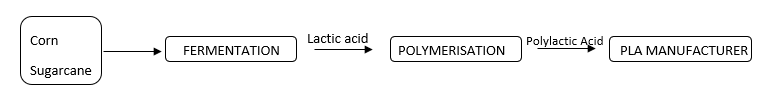 Corn
Sugarcane
FERMENTATION
Lactic acid
POLYMERISATION
Polylactic Acid
PLA MANUFACTURER